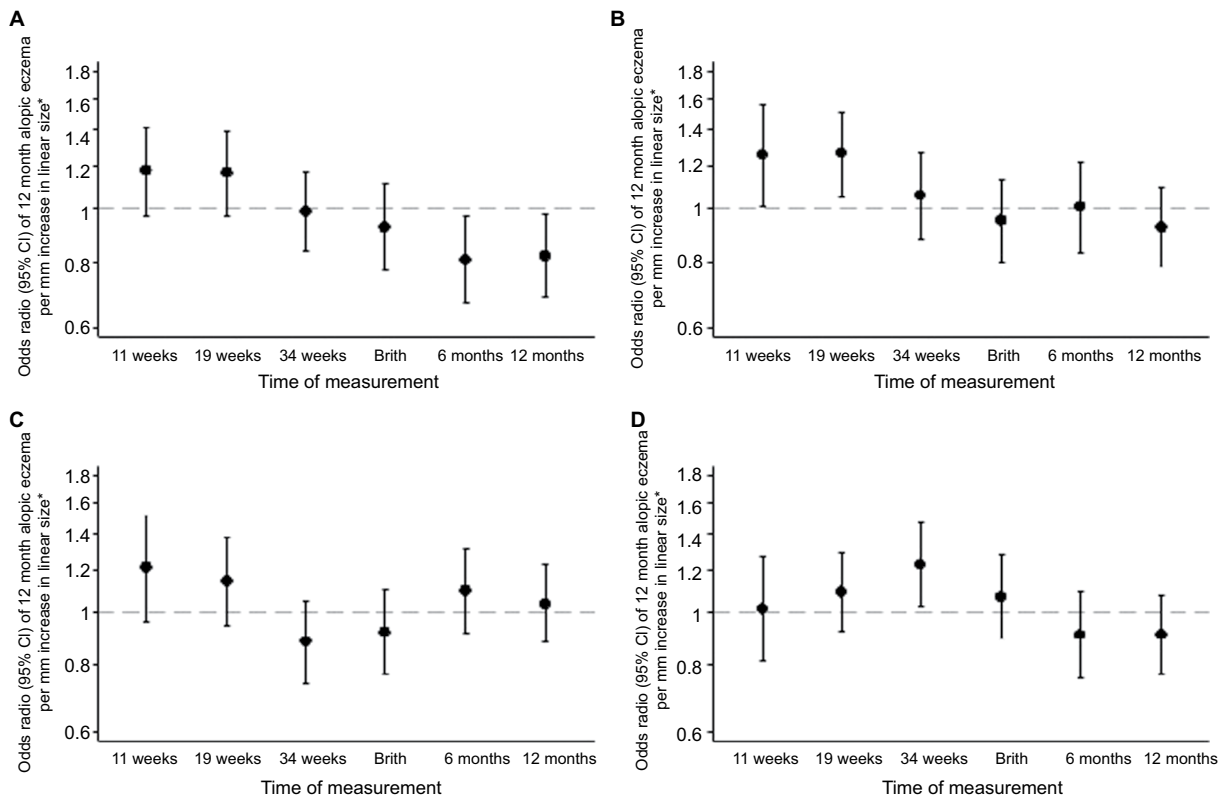 A
Odds radio (95% CI) of 12 month alopic eczema
per mm increase in linear size*
1.8
1.6
1.4
1.2
1
0.8
0.6
11 weeks 19 weeks 34 weeks Brith 6 months 12 months
Time of measurement
B
Odds radio (95% CI) of 12 month alopic eczema
per mm increase in linear size*
1.8
1.6
1.4
1.2
1
0.8
0.6
11 weeks 19 weeks 34 weeks Brith 6 months 12 months
Time of measurement
C
Odds radio (95% CI) of 12 month alopic eczema
per mm increase in linear size*
1.8
1.6
1.4
1.2
1
0.8
0.6
11 weeks 19 weeks 34 weeks Brith 6 months 12 months
Time of measurement
D
Odds radio (95% CI) of 12 month alopic eczema
per mm increase in linear size*
1.8
1.6
1.4
1.2
1
0.8
0.6
11 weeks 19 weeks 34 weeks Brith 6 months 12 months
Time of measurement